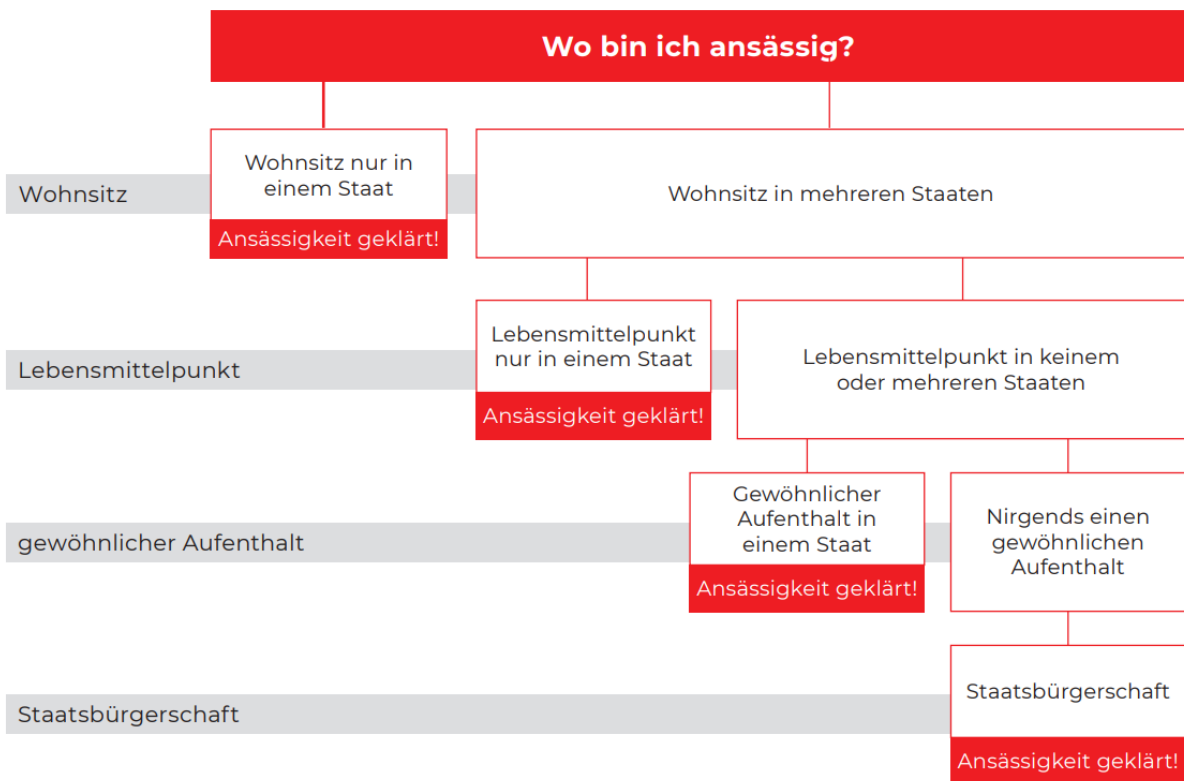 Wo bin ich ansässig?
Wohnsitz
Wohnsitz nur in
einem Staat
Ansässigkeit geklärt!
Wohnsitz in mehreren Staaten
Lebensmittelpunkt
Lebensmittelpunkt
nur in einem Staat
Ansässigkeit geklärt!
Lebensmittelpunkt in keinem
oder mehreren Staaten
gewöhnlicher Aufenthalt
Gewöhnlicher
Aufenthalt in
einem Staat
Ansässigkeit geklärt!
Nirgends einen
gewöhnlichen
Aufenthalt
Staatsbürgerschaft
Staatsbürgerschaft
Ansässigkeit geklärt!